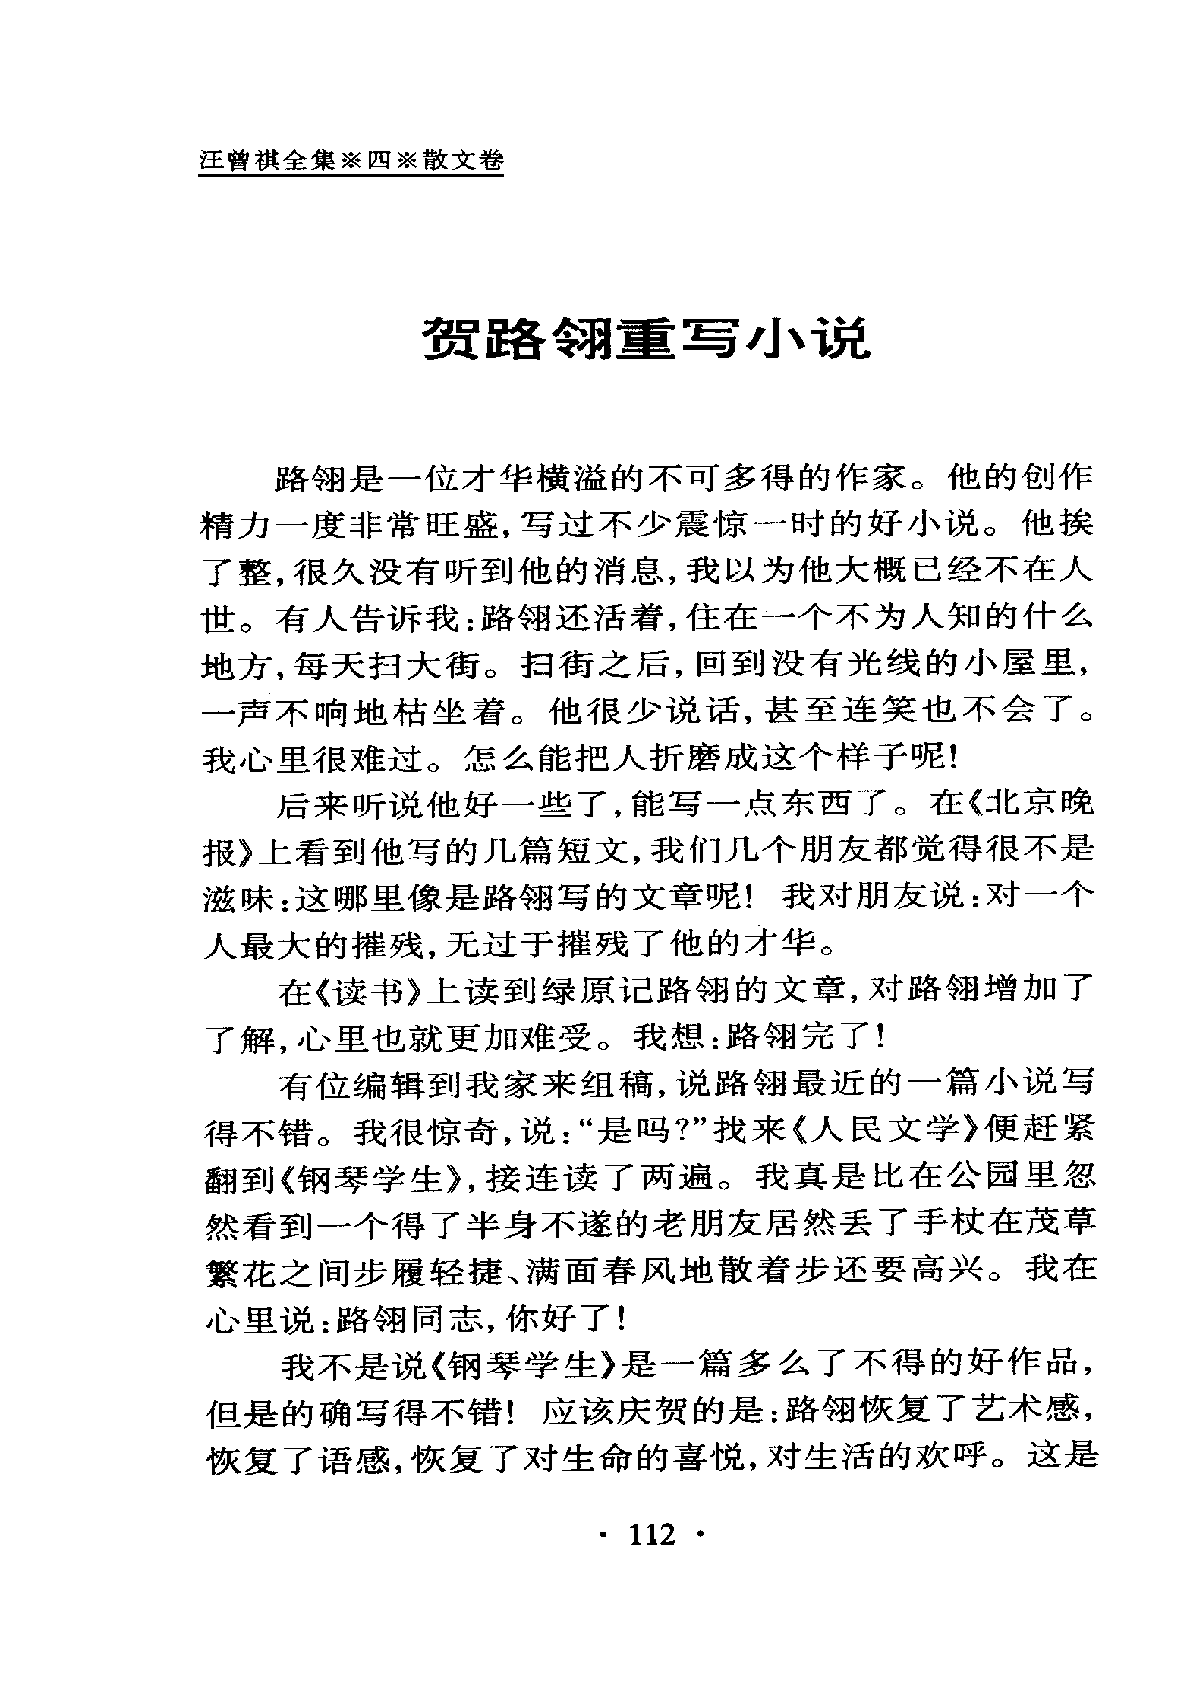 汪曾祺全集※四※散文卷
贺路翎重写小说
路翎是一位才华横溢的不可多得的作家。他的创作
精力一度非常旺盛,写过不少震惊一时的好小说。他挨
了整,很久没有听到他的消息,我以为他大概已经不在人
世。有人告诉我:路翎还活着,住在一个不为人知的什么
地方,每天扫大街。扫街之后,回到没有光线的小屋里,
一声不响地枯坐着。他很少说话,甚至连笑也不会了。
我心里很难过。怎么能把人折磨成这个样子呢!
后来听说他好一些了,能写一点东西了。在《北京晚
报》上看到他写的几篇短文,我们几个朋友都觉得很不是
滋味:这哪里像是路翎写的文章呢! 我对朋友说:对一个
人最大的摧残,无过于摧残了他的才华。
在《读书》上读到绿原记路翎的文章,对路翎增加了
了解,心里也就更加难受。我想:路翎完了!
有位编辑到我家来组稿,说路翎最近的一篇小说写
得不错。我很惊奇,说:“是吗?”找来《人民文学》便赶紧
翻到《钢琴学生》,接连读了两遍。我真是比在公园里忽
然看到一个得了半身不遂的老朋友居然丢了手杖在茂草
繁花之间步履轻捷、满面春风地散着步还要高兴。我在
心里说:路翎同志,你好了!
我不是说《钢琴学生》是一篇多么了不得的好作品,
但是的确写得不错! 应该庆贺的是:路翎恢复了艺术感,
恢复了语感,恢复了对生命的喜悦,对生活的欢呼。这是
· 112 ·